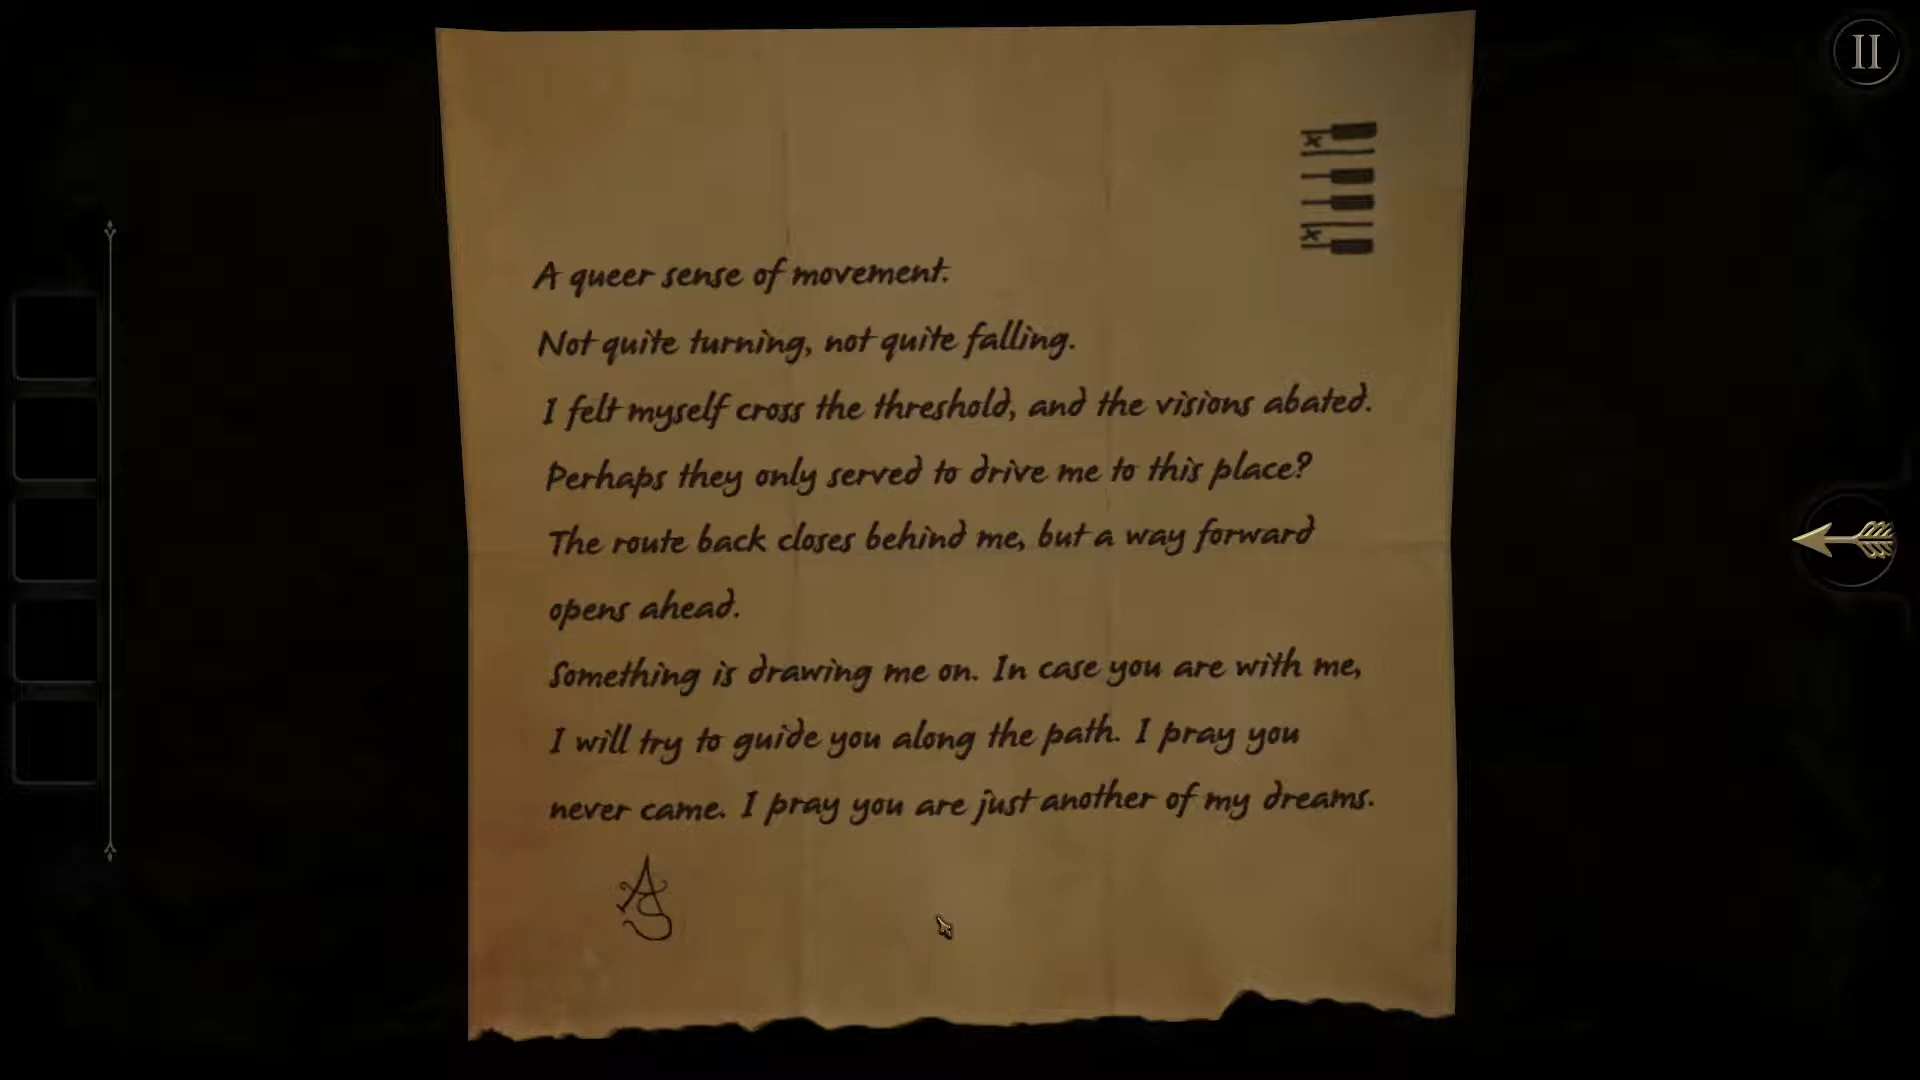 II
x
x
A queer sense of movement.
Not quite turning, not quite falling.
I felt myself cross the threshold, and the visions abated.
Perhaps they only served to drive me to this place?
The route back closes behind me, but a way forward
opens ahead.
Something is drawing me on. In case you are with me,
I will try to guide you along the path. I pray you
never came. I pray you are just another of my dreams.
AS